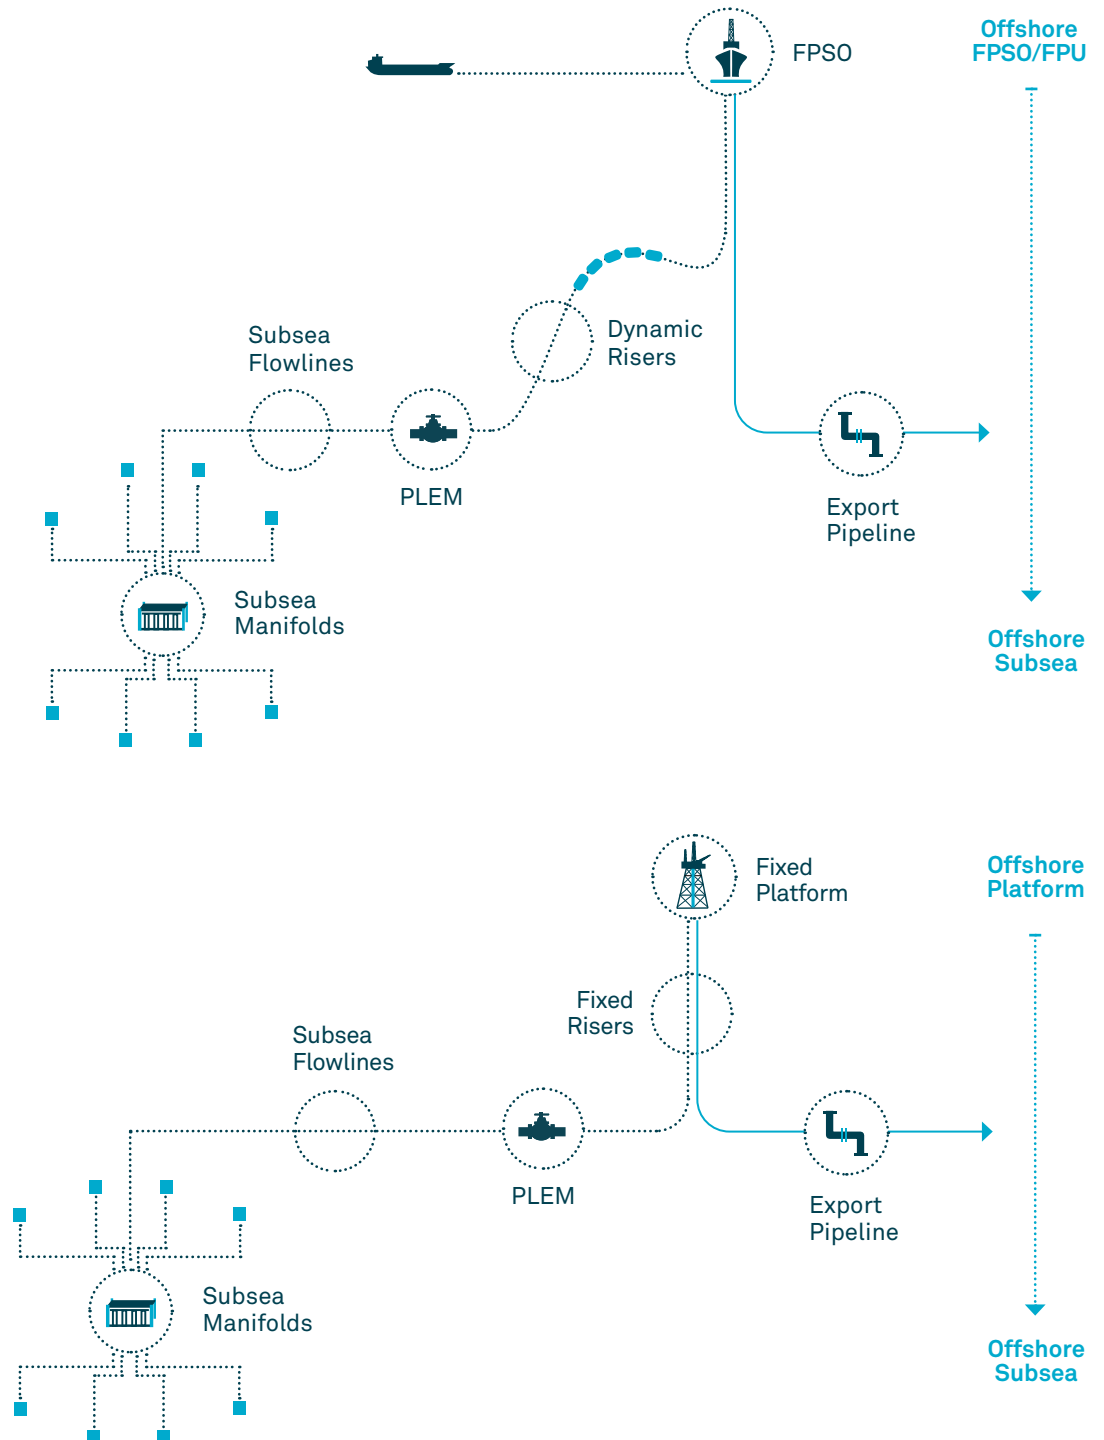 Offshore
FPSO/FPU
FPSO
Dynamic
Risers
Subsea
Flowlines
PLEM
Export
Pipeline
Subsea
Manifolds
Offshore
Subsea
Fixed
Platform
Offshore
Platform
Fixed
Risers
Subsea
Flowlines
PLEM
Export
Pipeline
Subsea
Manifolds
Offshore
Subsea